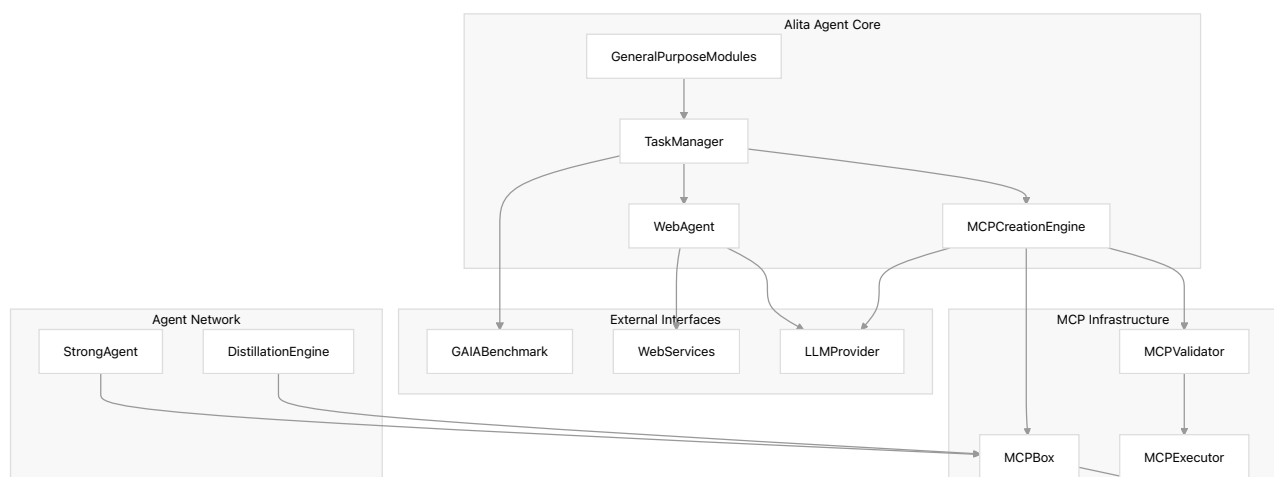 Alita Agent Core
GeneralPurposeModules
TaskManager
WebAgent
MCPCreationEngine
Agent Network
External Interfaces
MCP Infrastructure
StrongAgent
DistillationEngine
GAIABenchmark
WebServices
LLMProvider
MCPValidator
MCPBox
MCPExecutor